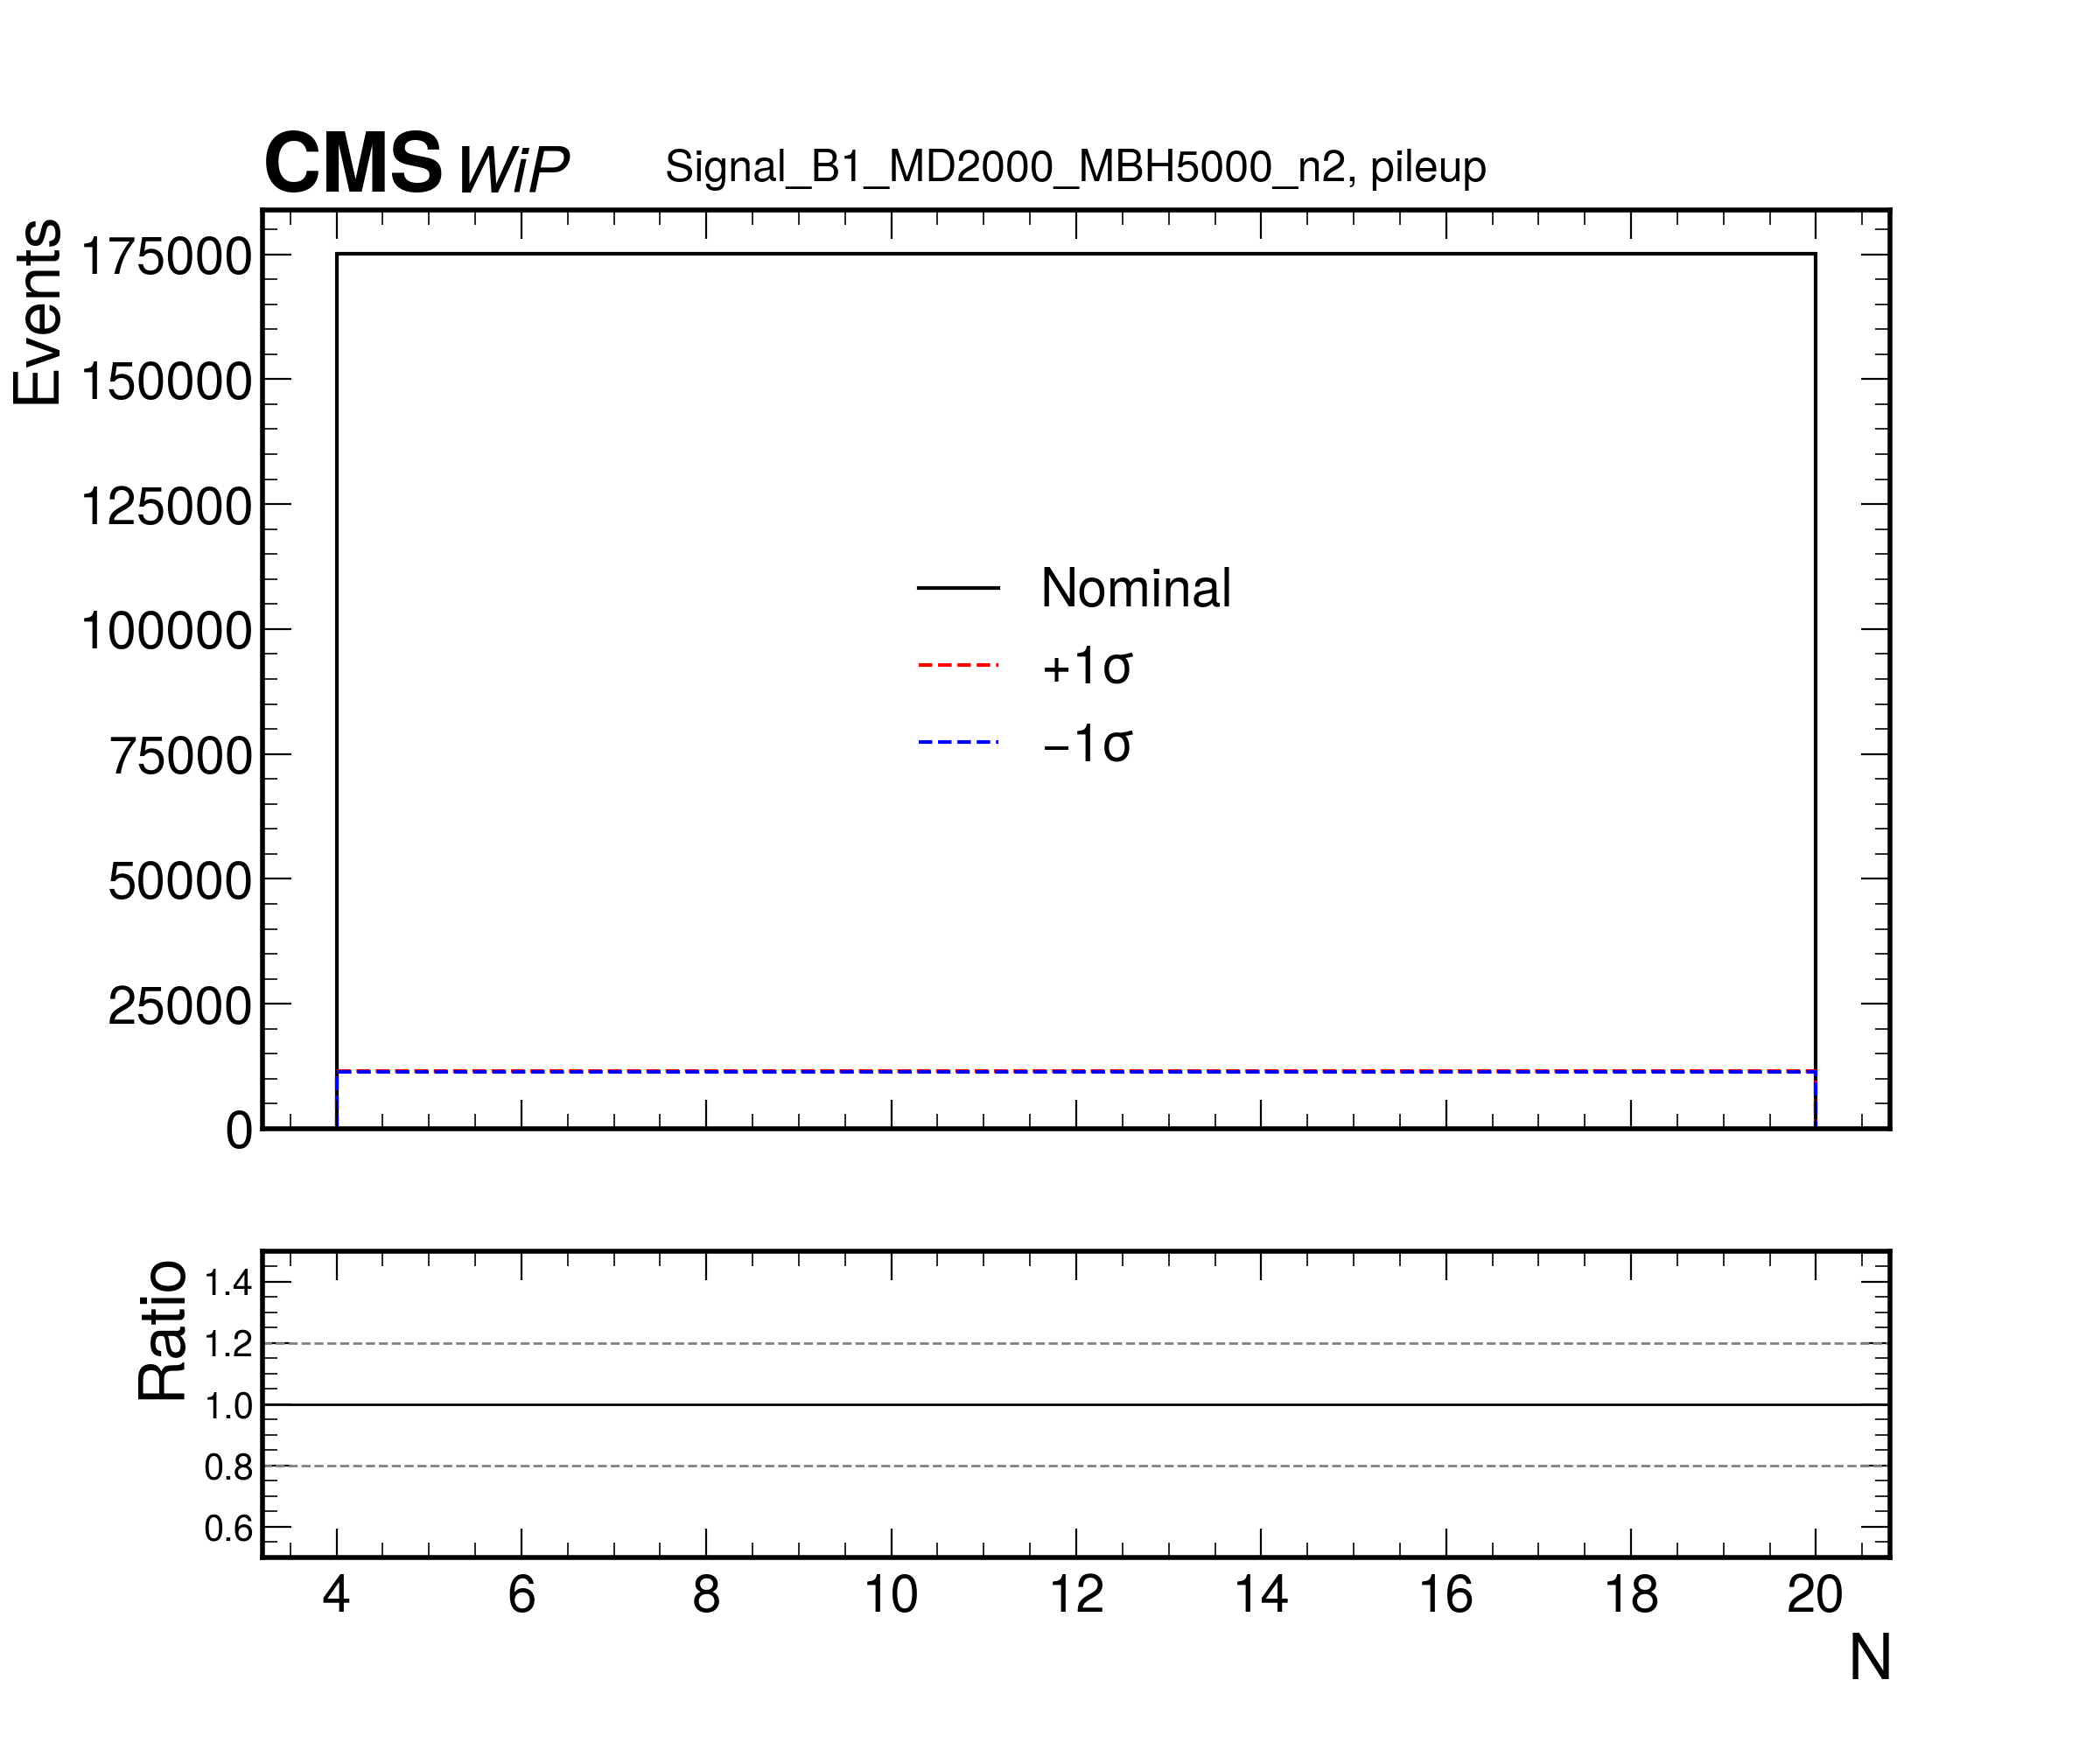 CMS WiP
Signal_B1_MD2000_MBH5000_n2, pileup
Events
175000
150000
125000
100000
75000
50000
25000
0
Nominal
+1σ
−1σ
Ratio
1.4
1.2
1.0
0.8
0.6
4 6 8 10 12 14 16 18 20
N